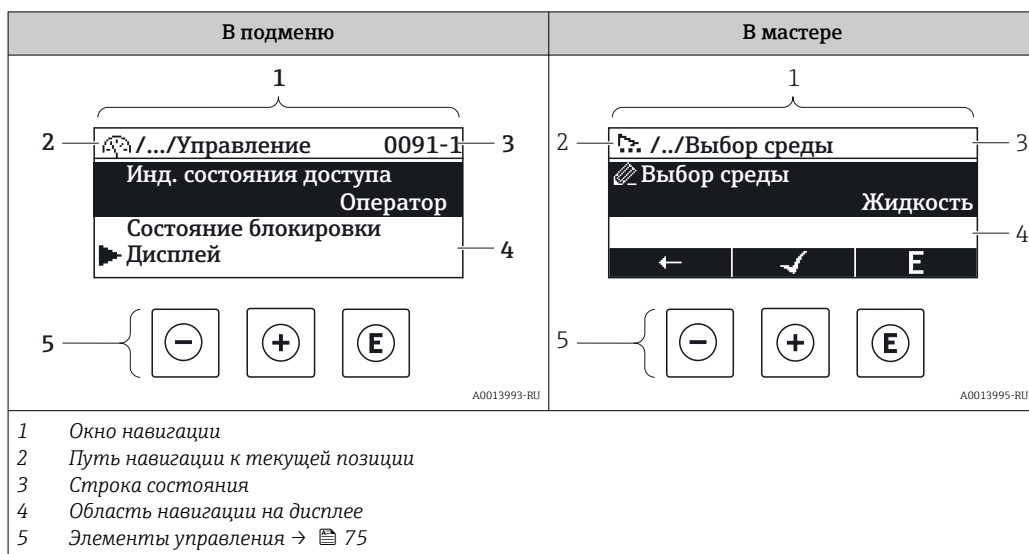 В подменю
В мастере
1
2
/.../Управление 0091-1
3
Инд. состояния доступа
Оператор
Состояние блокировки
Дисплей
4
5
- + E
A0013993-RU
1
2
/../Выбор среды
3
Выбор среды
Жидкость
4
← ✓ E
5
- + E
A0013995-RU
1 Окно навигации
2 Путь навигации к текущей позиции
3 Строка состояния
4 Область навигации на дисплее
5 Элементы управления → 75